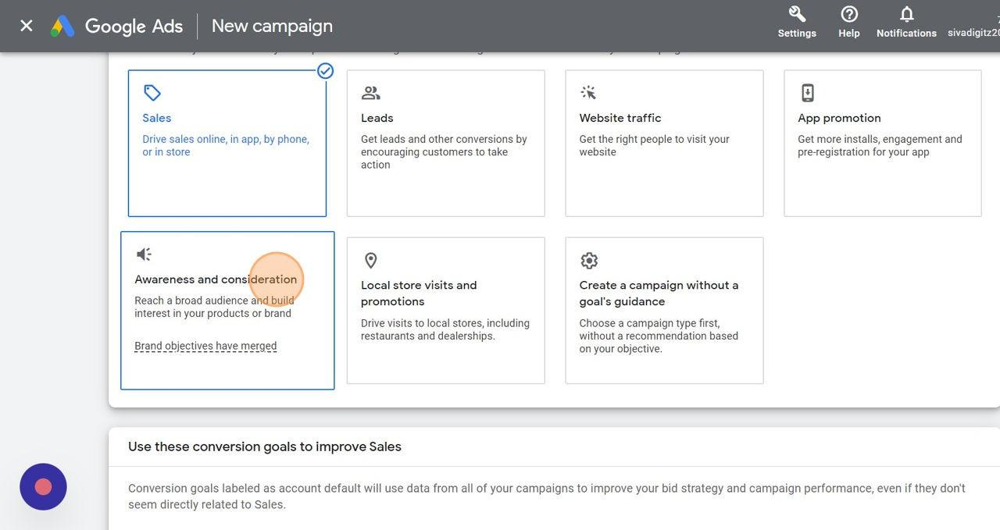 Google Ads
New campaign
Settings
Help
Notifications
sivadigitz20
Sales
Drive sales online, in app, by phone,
or in store
Leads
Get leads and other conversions by
encouraging customers to take
action
Website traffic
Get the right people to visit your
website
App promotion
Get more installs, engagement and
pre-registration for your app
Awareness and consideration
Reach a broad audience and build
interest in your products or brand
Brand objectives have merged
Local store visits and
promotions
Drive visits to local stores, including
restaurants and dealerships.
Create a campaign without a
goal's guidance
Choose a campaign type first,
without a recommendation based
on your objective.
Use these conversion goals to improve Sales
Conversion goals labeled as account default will use data from all of your campaigns to improve your bid strategy and campaign performance, even if they don't
seem directly related to Sales.